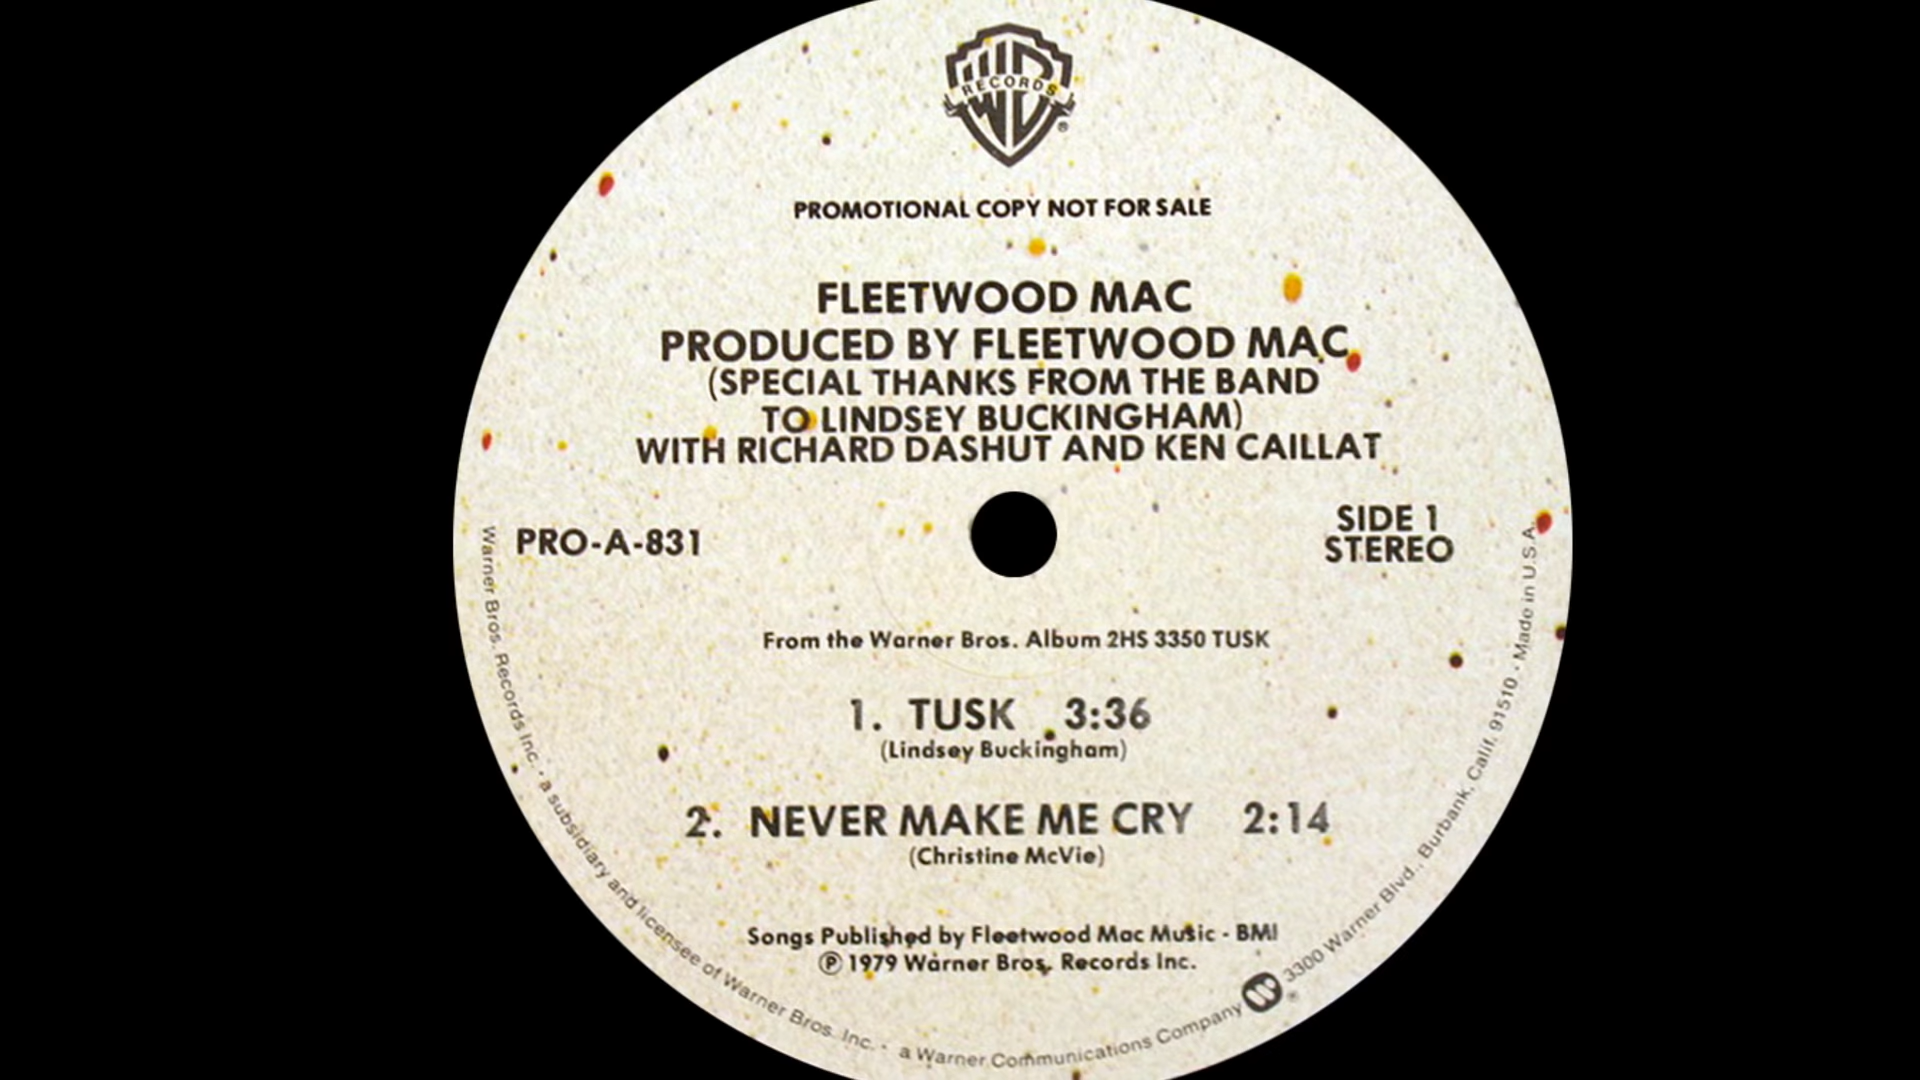 WB
RECORDS
®
PROMOTIONAL COPY NOT FOR SALE
FLEETWOOD MAC
PRODUCED BY FLEETWOOD MAC
(SPECIAL THANKS FROM THE BAND
TO LINDSEY BUCKINGHAM)
WITH RICHARD DASHUT AND KEN CAILLAT
PRO-A-831
SIDE 1
STEREO
From the Warner Bros. Album 2HS 3350 TUSK
1. TUSK 3:36
(Lindsey Buckingham)
2. NEVER MAKE ME CRY 2:14
(Christine McVie)
Songs Published by Fleetwood Mac Music - BMI
℗ 1979 Warner Bros. Records Inc.
Warner Bros. Records Inc. • a subsidiary and licensee of Warner Bros. Inc. • a Warner Communications Company W ® 3300 Warner Blvd., Burbank, Calif. 91510 • Made in U.S.A.